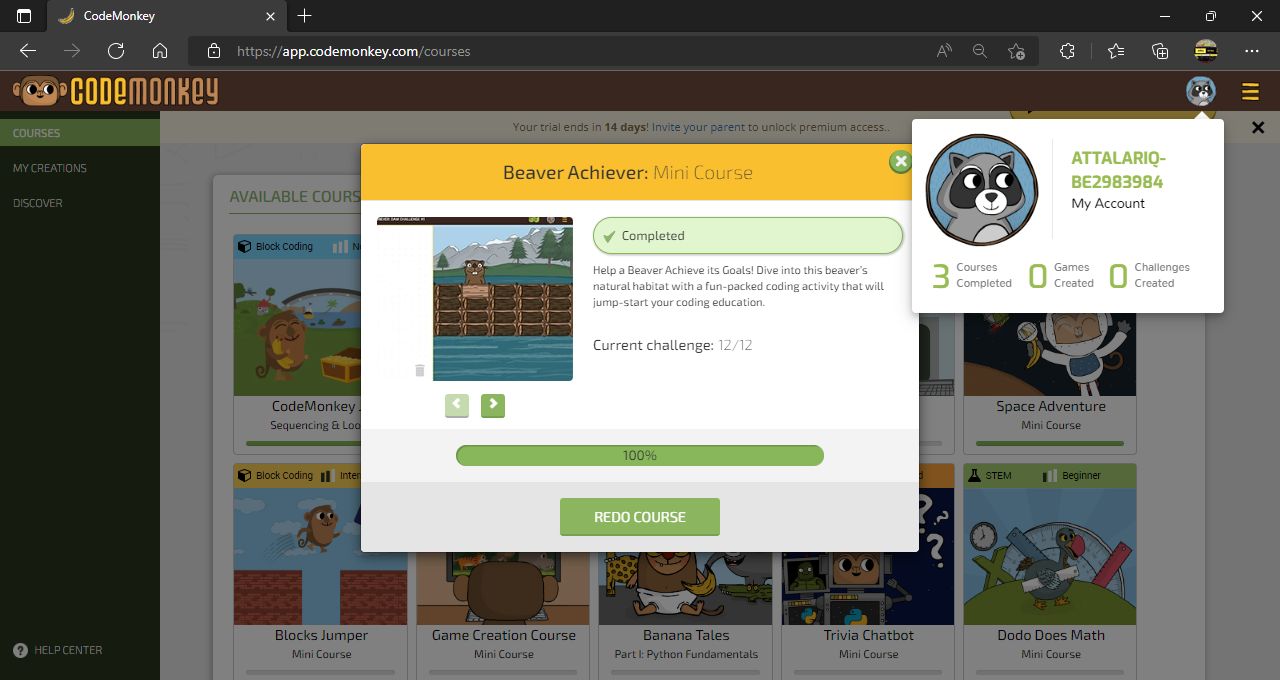 CodeMonkey
https://app.codemonkey.com/courses
CODEMONKEY
COURSES
MY CREATIONS
DISCOVER
HELP CENTER
Your trial ends in 14 days! Invite your parent to unlock premium access..
ATTALARIQ-
BE2983984
My Account
3 Courses Completed
0 Games Created
0 Challenges Created
AVAILABLE COURS
Beaver Achiever: Mini Course
Completed
Help a Beaver Achieve its Goals! Dive into this beaver's
natural habitat with a fun-packed coding activity that will
jump-start your coding education.
Current challenge: 12/12
100%
REDO COURSE
Block Coding
CodeMonkey
Sequencing & Loo
Space Adventure
Mini Course
Block Coding Inter
STEM Beginner
Blocks Jumper
Mini Course
Game Creation Course
Mini Course
Banana Tales
Part I: Python Fundamentals
Trivia Chatbot
Mini Course
Dodo Does Math
Mini Course